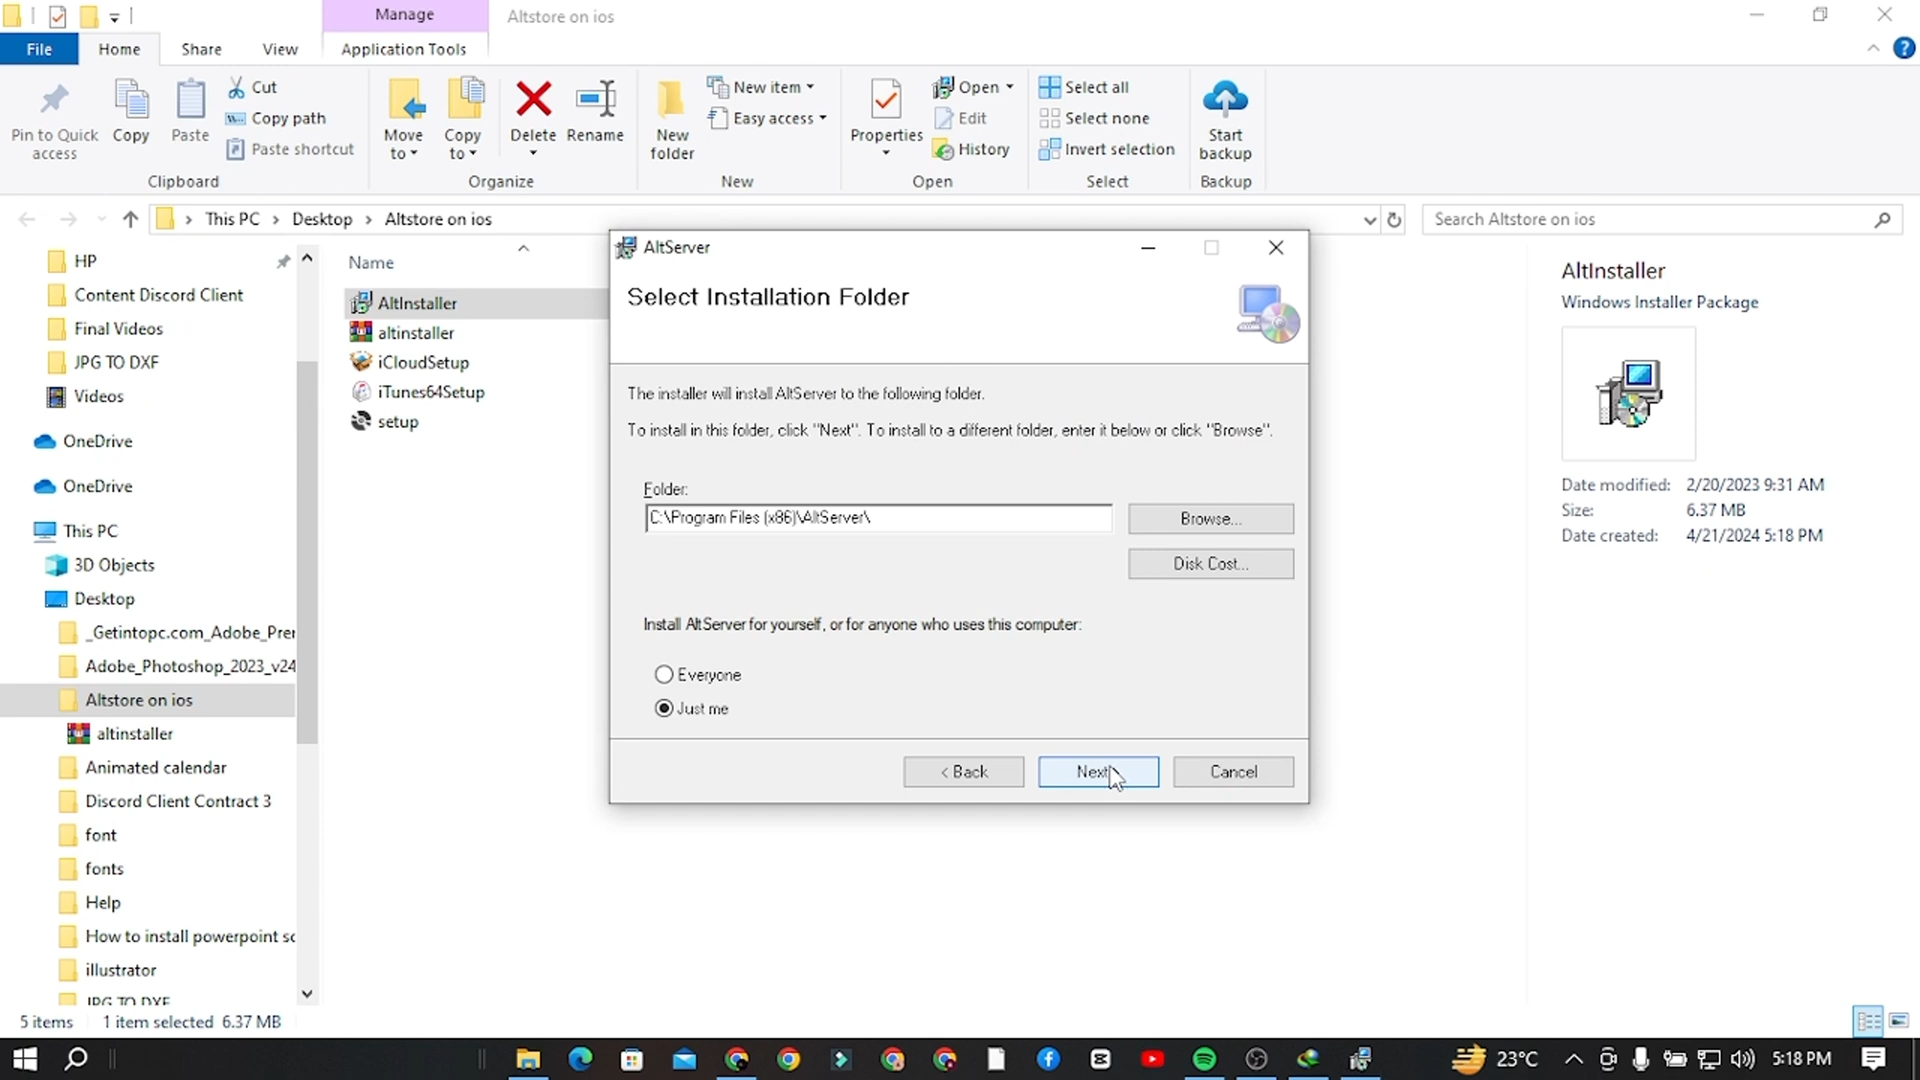 Manage
Altstore on ios
File
Home
Share
View
Application Tools
Pin to Quick access
Copy
Paste
Cut
Copy path
Paste shortcut
Clipboard
Move to
Copy to
Delete
Rename
Organize
New folder
New item
Easy access
New
Properties
Open
Edit
History
Open
Select all
Select none
Invert selection
Select
Start backup
Backup
This PC > Desktop > Altstore on ios
Search Altstore on ios
HP
Content Discord Client
Final Videos
JPG TO DXF
Videos
OneDrive
OneDrive
This PC
3D Objects
Desktop
_Getintopc.com_Adobe_Prer
Adobe_Photoshop_2023_v24
Altstore on ios
altinstaller
Animated calendar
Discord Client Contract 3
font
fonts
Help
How to install powerpoint sc
illustrator
JPG TO DXF
Name
AltInstaller
altinstaller
iCloudSetup
iTunes64Setup
setup
AltServer
Select Installation Folder
The installer will install AltServer to the following folder.
To install in this folder, click "Next". To install to a different folder, enter it below or click "Browse".
Folder:
C:\Program Files (x86)\AltServer\
Browse...
Disk Cost...
Install AltServer for yourself, or for anyone who uses this computer:
Everyone
Just me
< Back
Next
Cancel
AltInstaller
Windows Installer Package
Date modified: 2/20/2023 9:31 AM
Size: 6.37 MB
Date created: 4/21/2024 5:18 PM
5 items
1 item selected 6.37 MB
23°C
5:18 PM